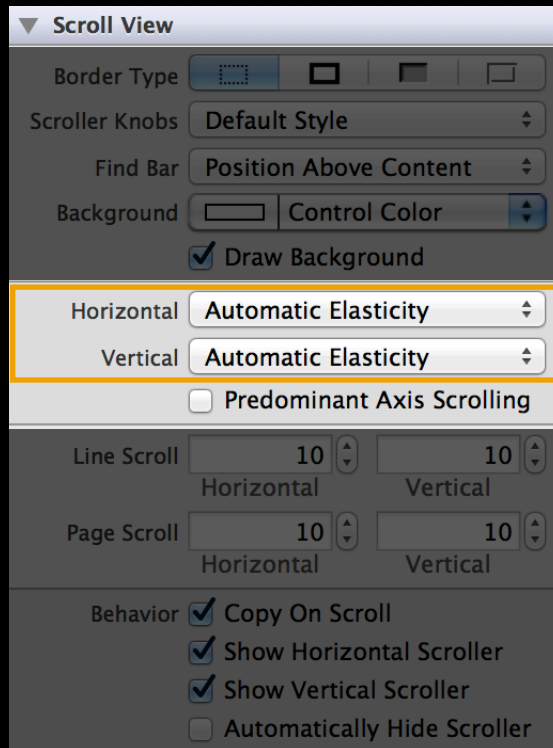 Scroll View
Border Type
Scroller Knobs Default Style
Find Bar Position Above Content
Background Control Color
Draw Background
Horizontal Automatic Elasticity
Vertical Automatic Elasticity
Predominant Axis Scrolling
Line Scroll 10 10
Horizontal Vertical
Page Scroll 10 10
Horizontal Vertical
Behavior Copy On Scroll
Show Horizontal Scroller
Show Vertical Scroller
Automatically Hide Scroller